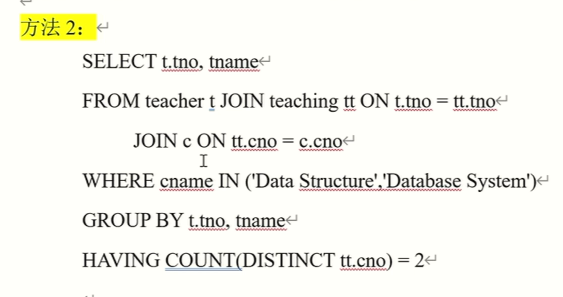 方法 2：
SELECT t.tno, tname
FROM teacher t JOIN teaching tt ON t.tno = tt.tno
JOIN c ON tt.cno = c.cno
WHERE cname IN ('Data Structure','Database System')
GROUP BY t.tno, tname
HAVING COUNT(DISTINCT tt.cno) = 2